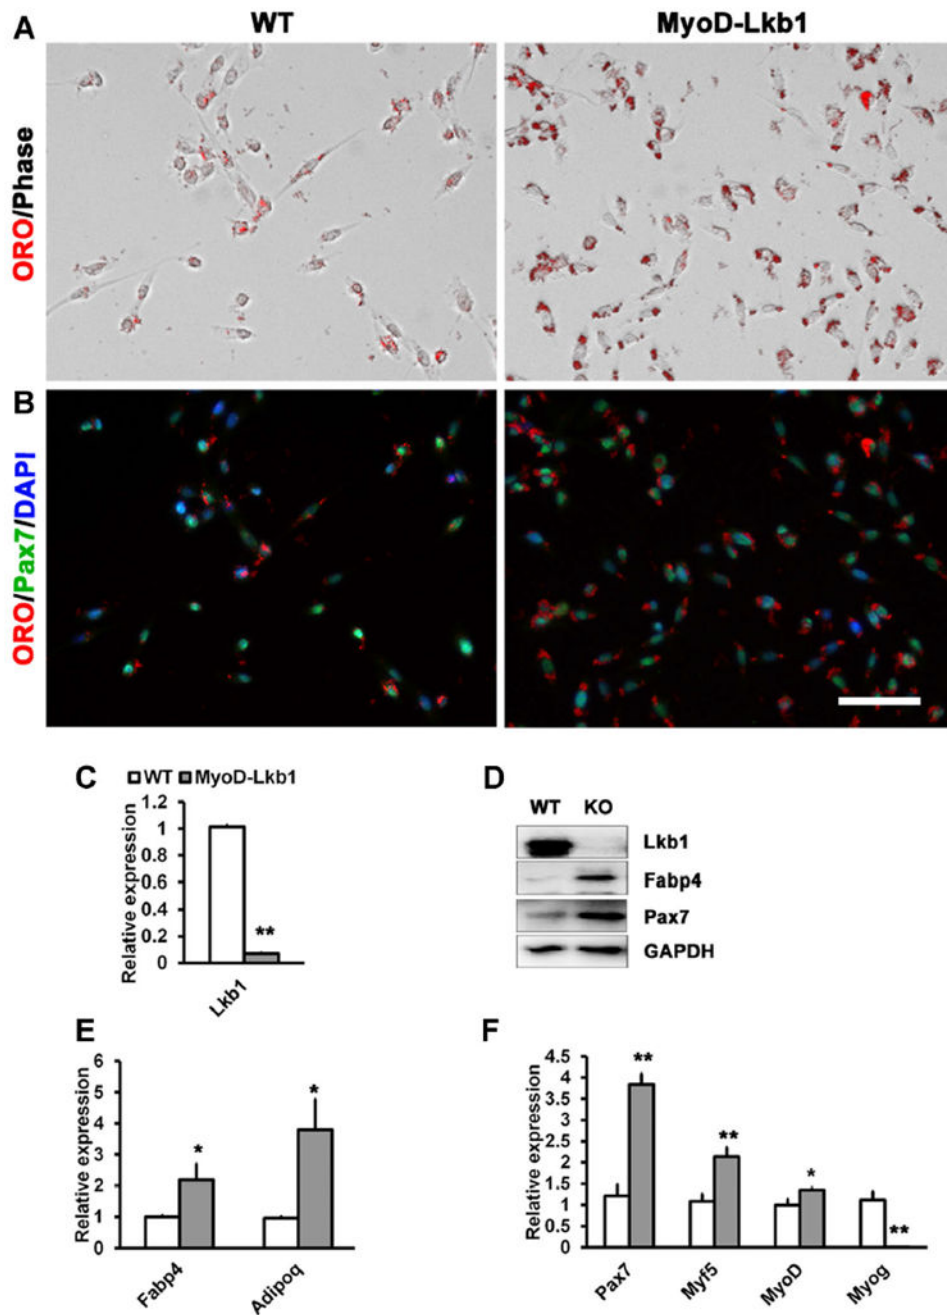 A
WT
MyoD-Lkb1
ORO/Phase
B
ORO/Pax7/DAPI
C
WT MyoD-Lkb1
Relative expression
1.2
1
0.8
0.6
0.4
0.2
0
**
Lkb1
D
WT KO
Lkb1
Fabp4
Pax7
GAPDH
E
Relative expression
6
5
4
3
2
1
0
*
*
Fabp4
Adipoq
F
Relative expression
4.5
4
3.5
3
2.5
2
1.5
1
0.5
0
**
**
*
**
Pax7
Myf5
MyoD
Myog